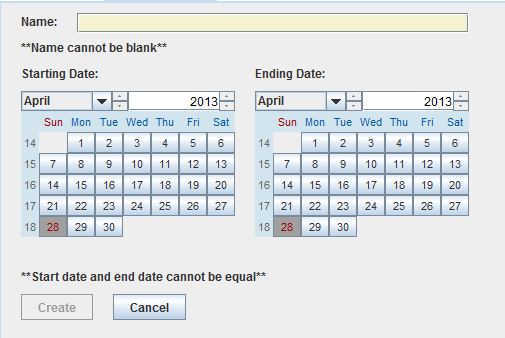 Name:
**Name cannot be blank**
Starting Date: Ending Date:
April 2013 April 2013
Sun Mon Tue Wed Thu Fri Sat Sun Mon Tue Wed Thu Fri Sat
14 1 2 3 4 5 6 14 1 2 3 4 5 6
15 7 8 9 10 11 12 13 15 7 8 9 10 11 12 13
16 14 15 16 17 18 19 20 16 14 15 16 17 18 19 20
17 21 22 23 24 25 26 27 17 21 22 23 24 25 26 27
18 28 29 30 18 28 29 30
**Start date and end date cannot be equal**
Create Cancel